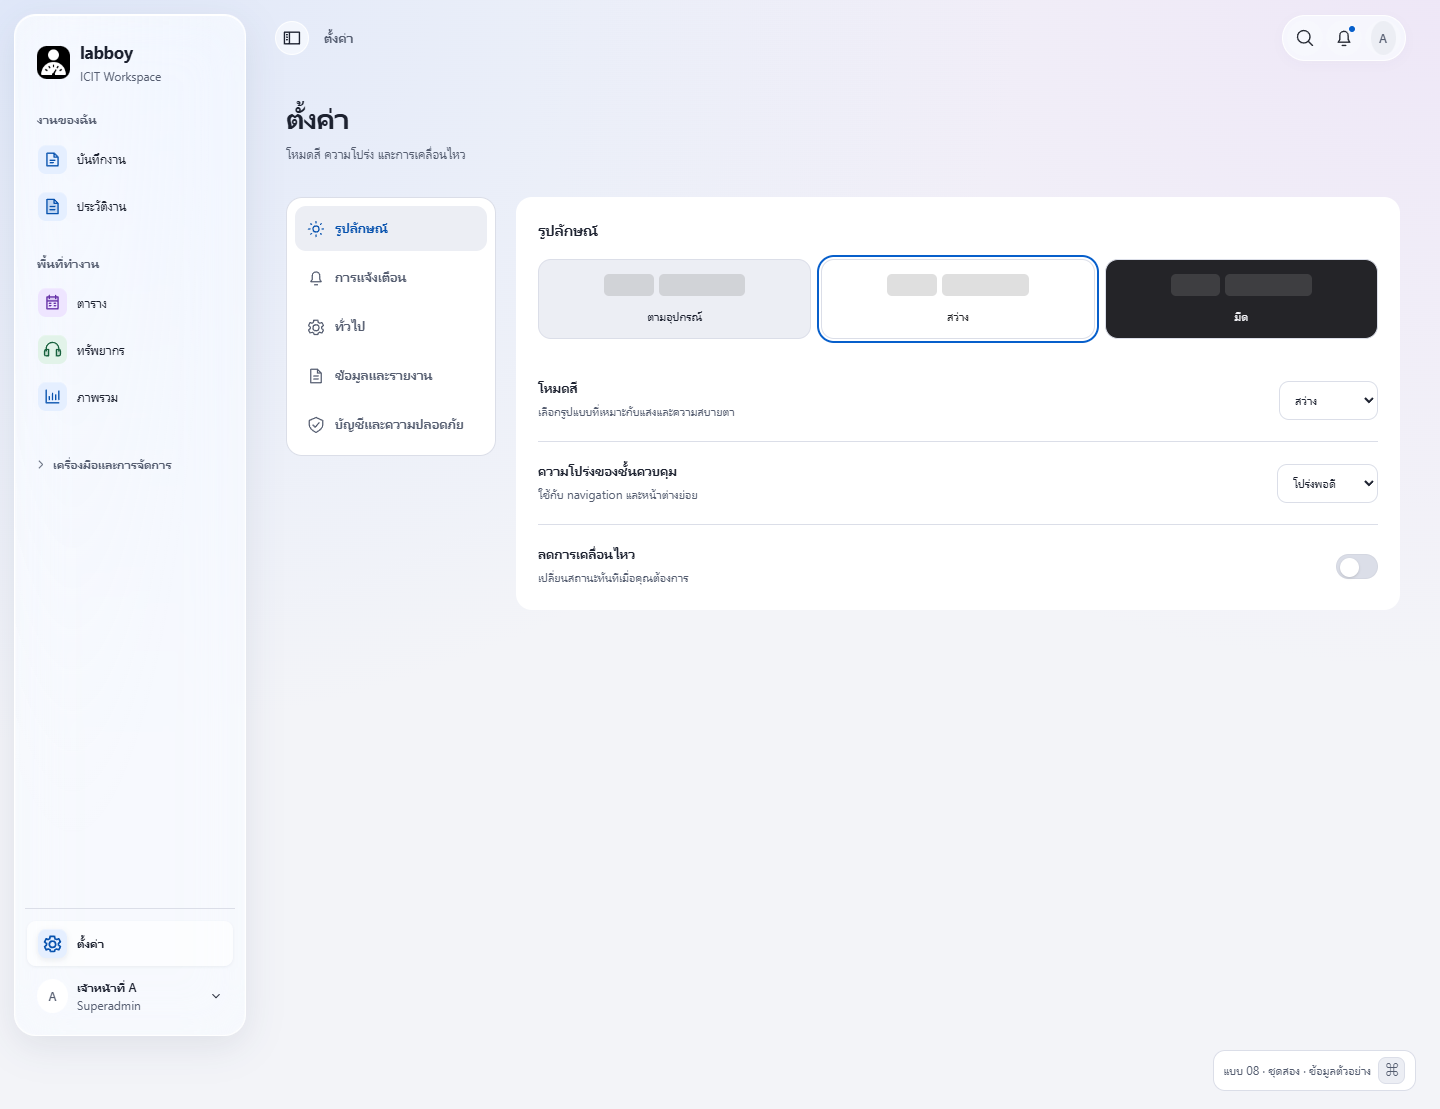 labboy
ICIT Workspace
งานของฉัน
บันทึกงาน
ประวัติงาน
พื้นที่ทำงาน
ตาราง
ทรัพยากร
ภาพรวม
เครื่องมือและการจัดการ
ตั้งค่า
A
เจ้าหน้าที่ A
Superadmin
ตั้งค่า
A
ตั้งค่า
โหมดสี ความโปร่ง และการเคลื่อนไหว
รูปลักษณ์
การแจ้งเตือน
ทั่วไป
ข้อมูลและรายงาน
บัญชีและความปลอดภัย
รูปลักษณ์
ตามอุปกรณ์
สว่าง
มืด
โหมดสี
เลือกรูปแบบที่เหมาะกับแสงและความสบายตา
สว่าง
ความโปร่งของชั้นควบคุม
ใช้กับ navigation และหน้าต่างย่อย
โปร่งพอดี
ลดการเคลื่อนไหว
เปลี่ยนสถานะทันทีเมื่อคุณต้องการ
แบบ 08 · ชุดสอง · ข้อมูลตัวอย่าง ⌘